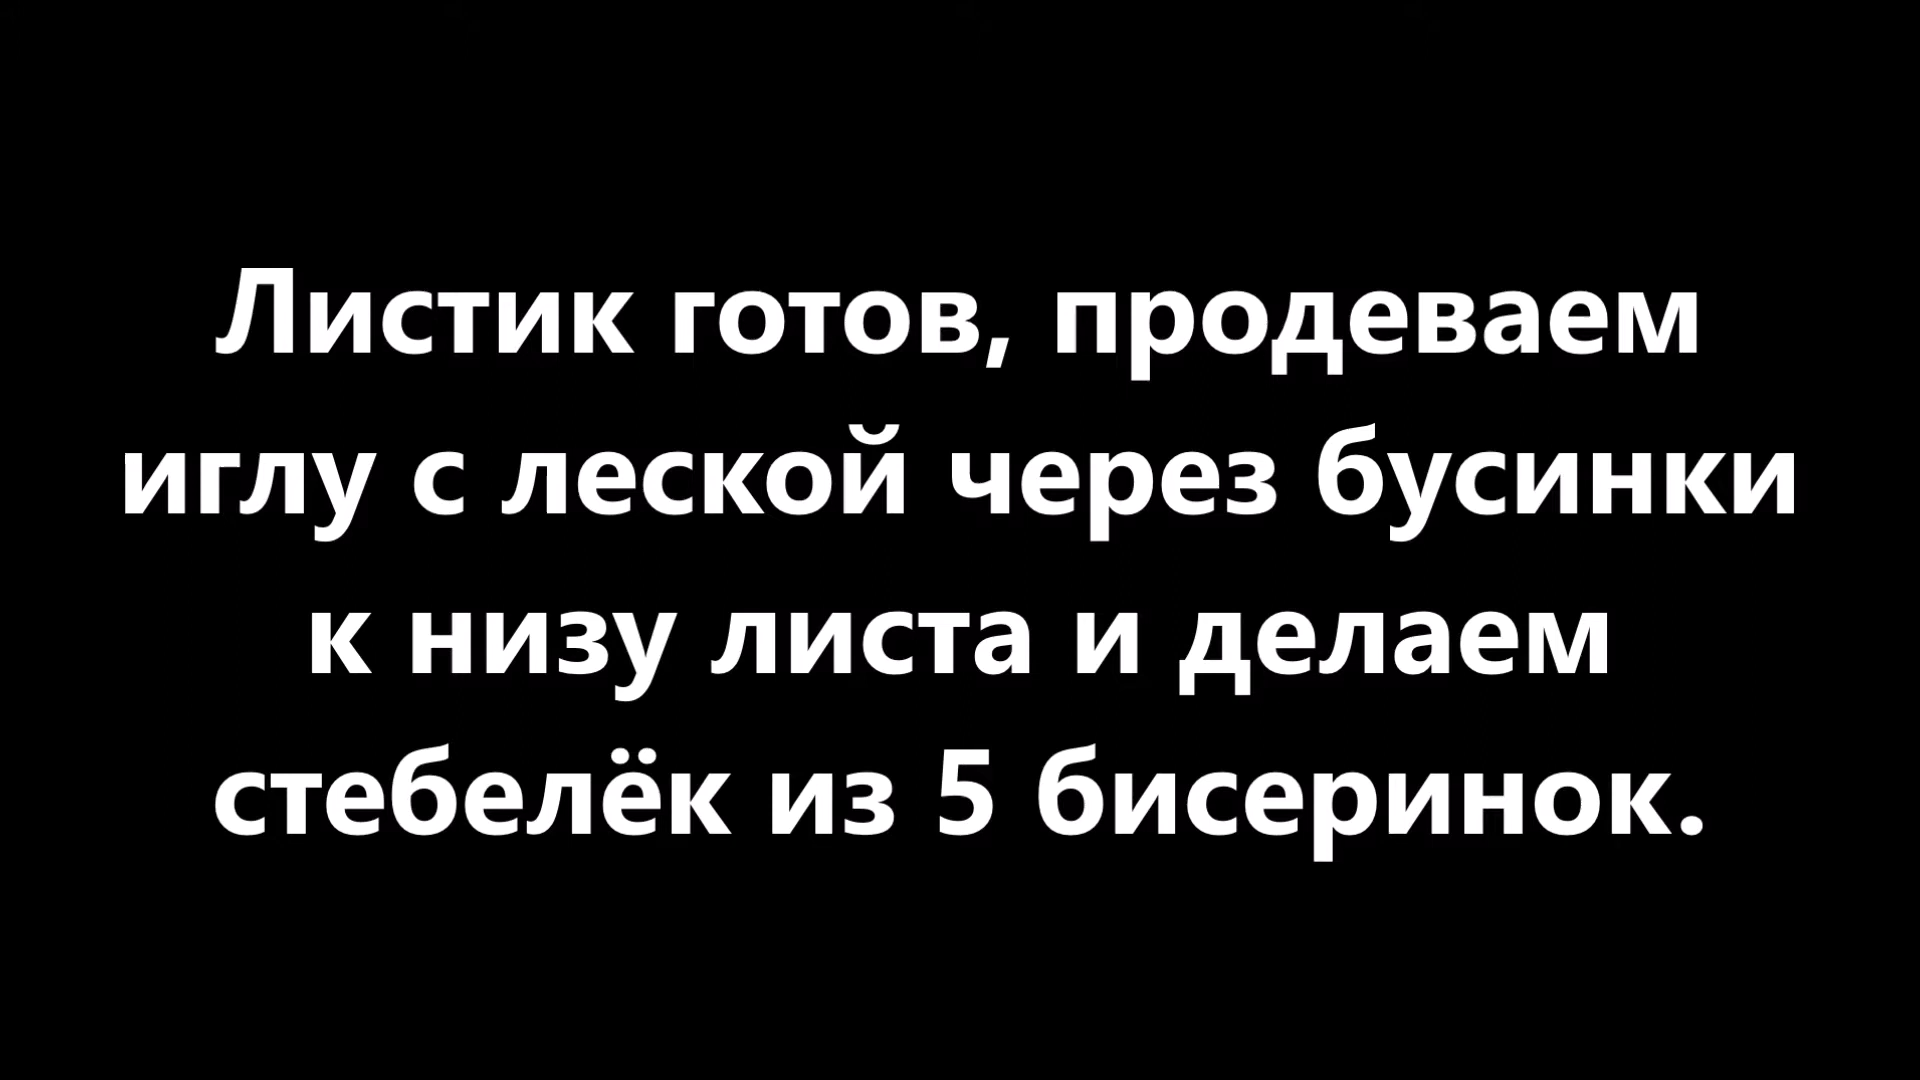 Листик готов, продеваем
иглу с леской через бусинки
к низу листа и делаем
стебелёк из 5 бисеринок.